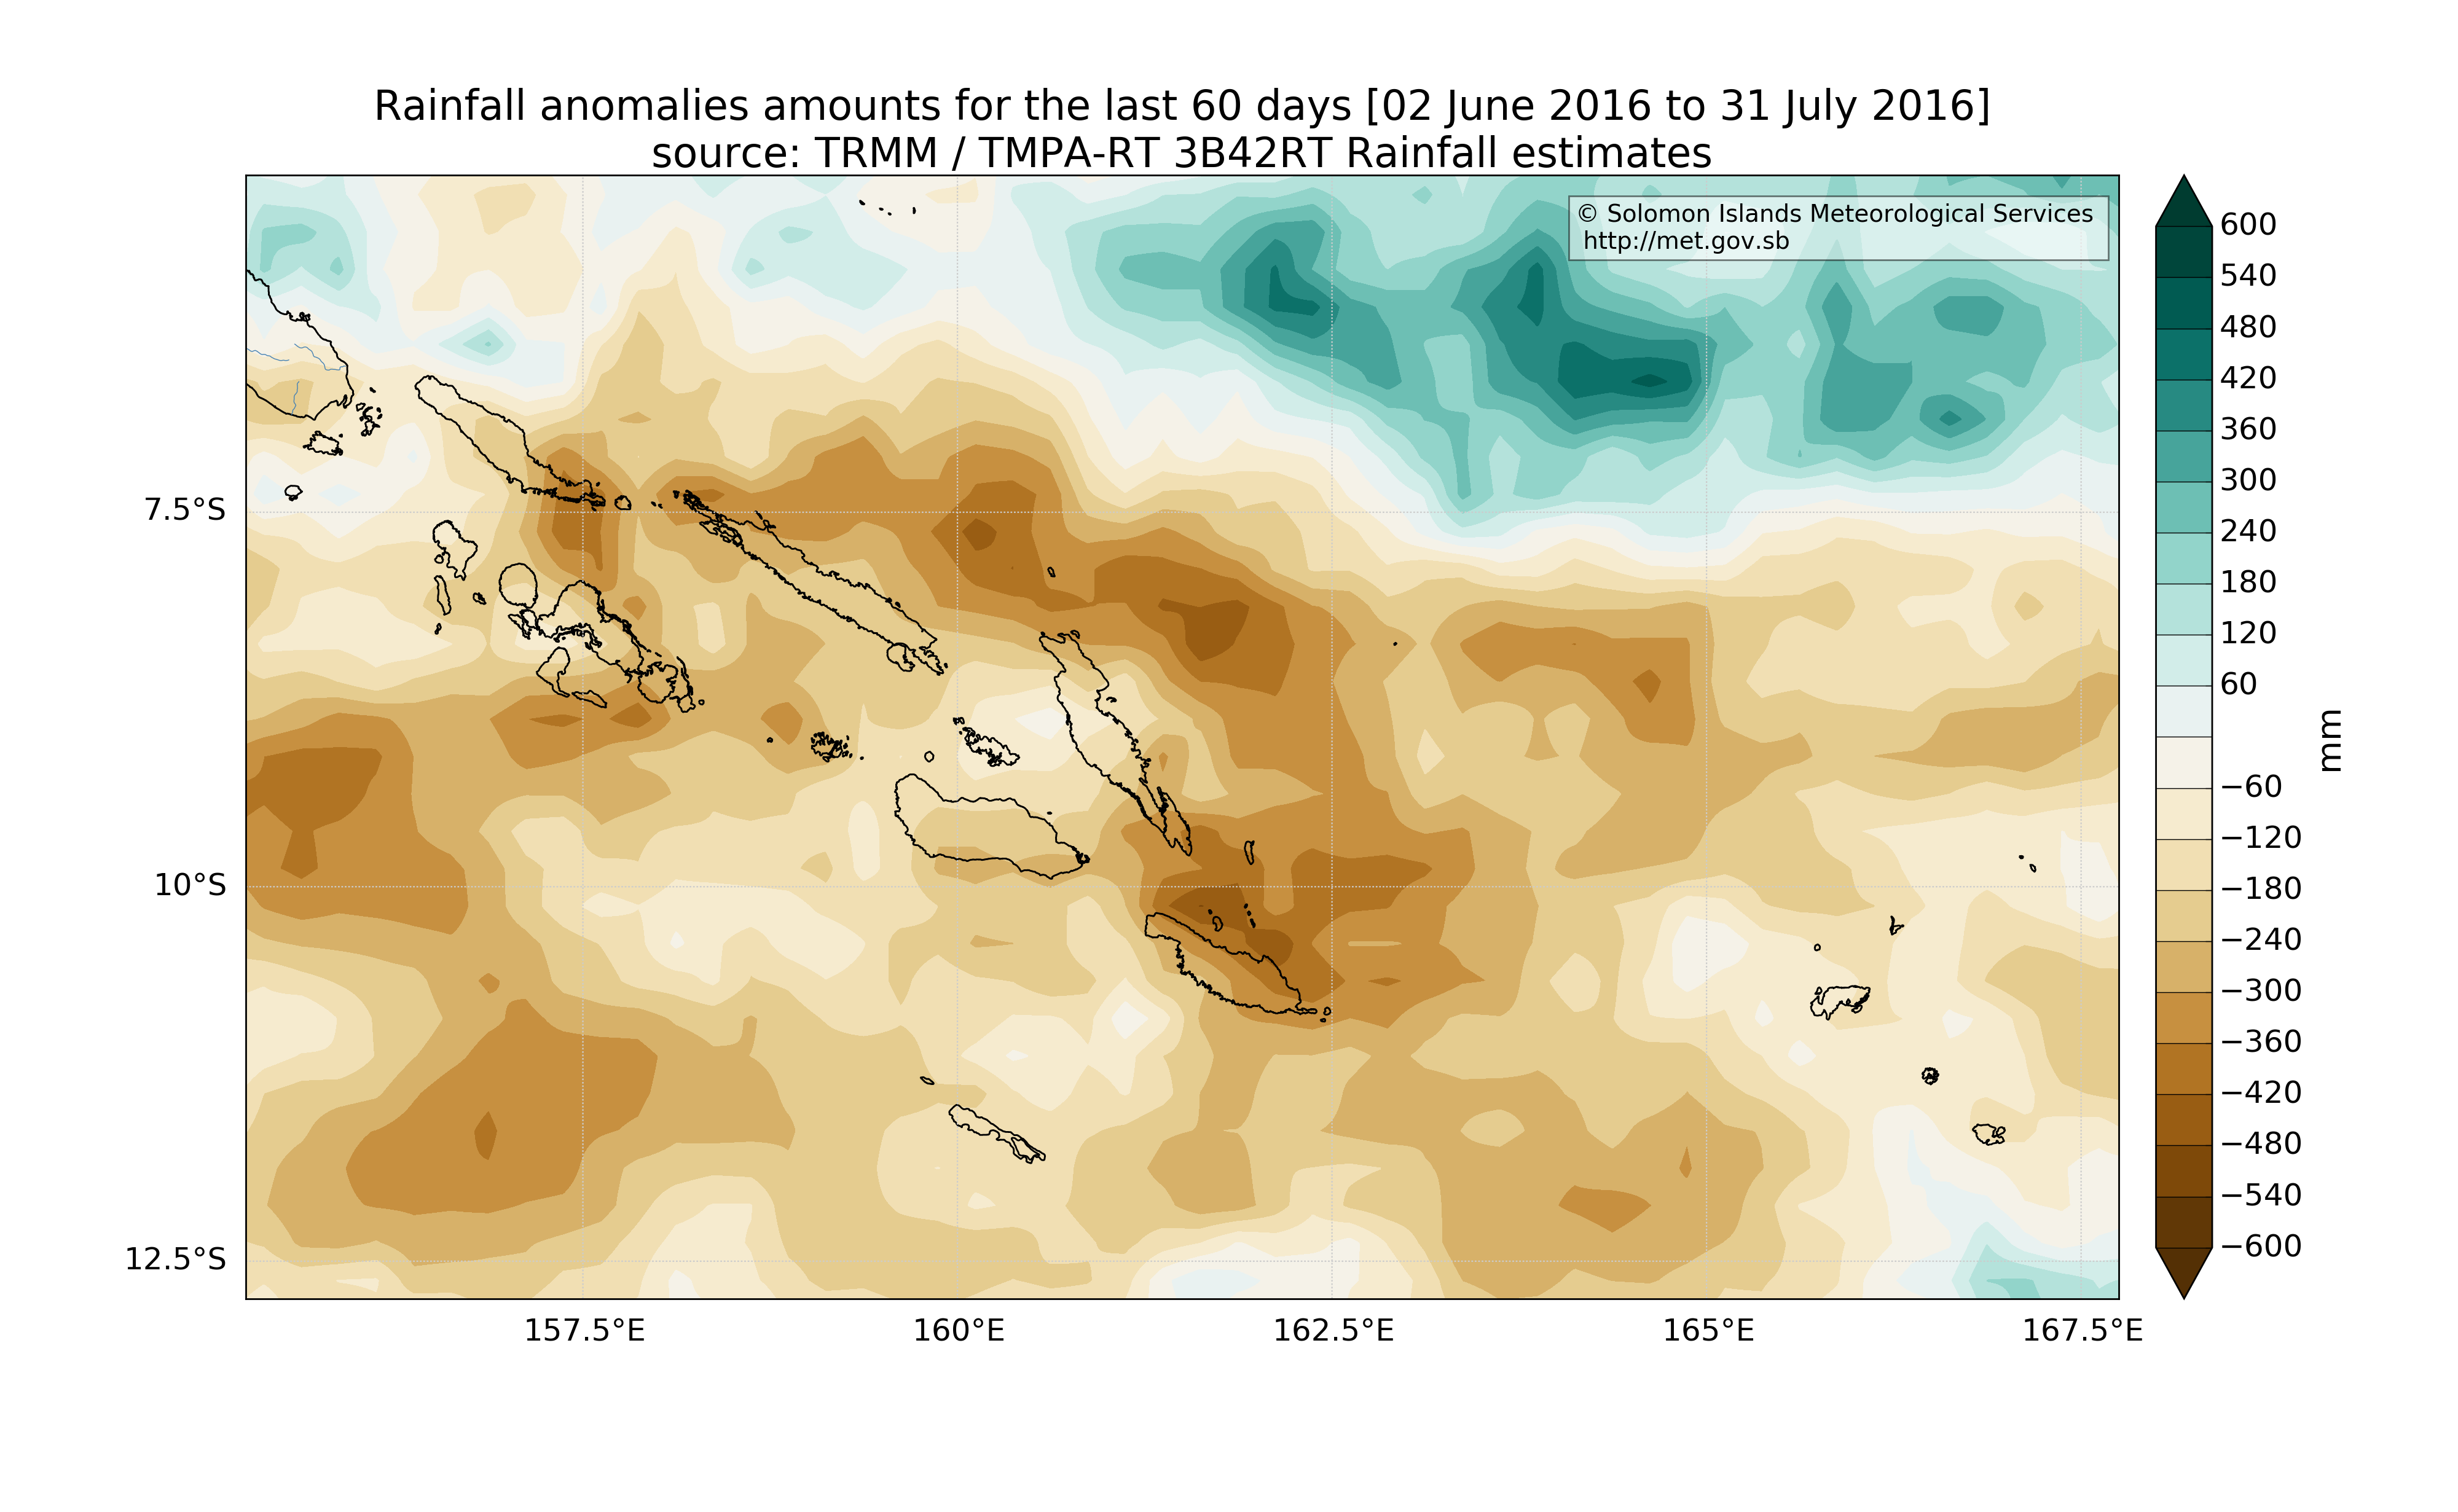 Rainfall anomalies amounts for the last 60 days [02 June 2016 to 31 July 2016]
source: TRMM / TMPA-RT 3B42RT Rainfall estimates
© Solomon Islands Meteorological Services
http://met.gov.sb
7.5°S
10°S
12.5°S
157.5°E
160°E
162.5°E
165°E
167.5°E
600
540
480
420
360
300
240
180
120
60
−60
−120
−180
−240
−300
−360
−420
−480
−540
−600
mm